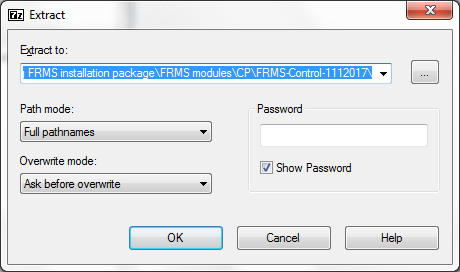 7z Extract
Extract to:
FRMS installation package\FRMS modules\CP\FRMS-Control-1112017\
...
Path mode:
Full pathnames
Password
Overwrite mode:
Show Password
Ask before overwrite
OK
Cancel
Help